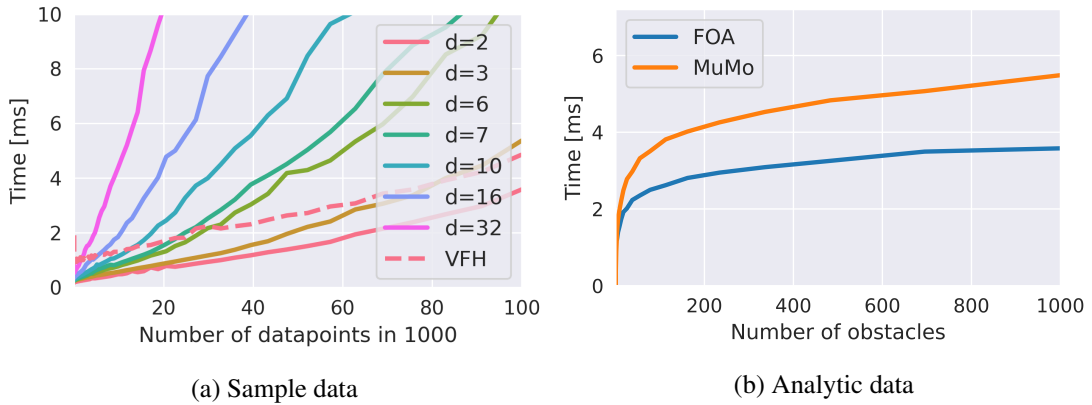 10
8
6
4
2
0
Time [ms]
20
40
60
80
100
Number of datapoints in 1000
d=2
d=3
d=6
d=7
d=10
d=16
d=32
VFH
(a) Sample data
6
4
2
0
Time [ms]
200
400
600
800
1000
Number of obstacles
FOA
MuMo
(b) Analytic data